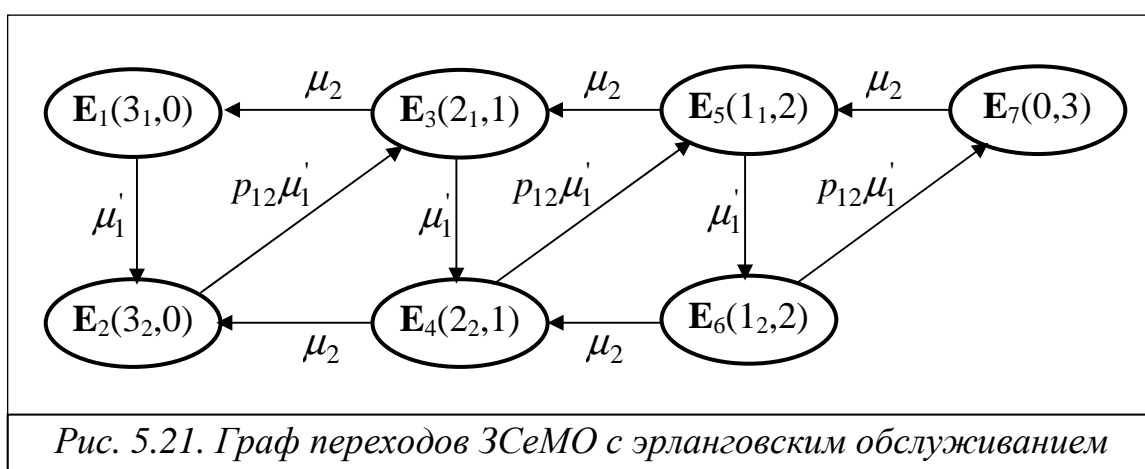 μ₂ μ₂ μ₂
E₁(3₁,0) E₃(2₁,1) E₅(1₁,2) E₇(0,3)
μ₁' p₁₂μ₁' μ₁' p₁₂μ₁' μ₁' p₁₂μ₁'
E₂(3₂,0) E₄(2₂,1) E₆(1₂,2)
μ₂ μ₂
Рис. 5.21. Граф переходов ЗСеМО с эрланговским обслуживанием